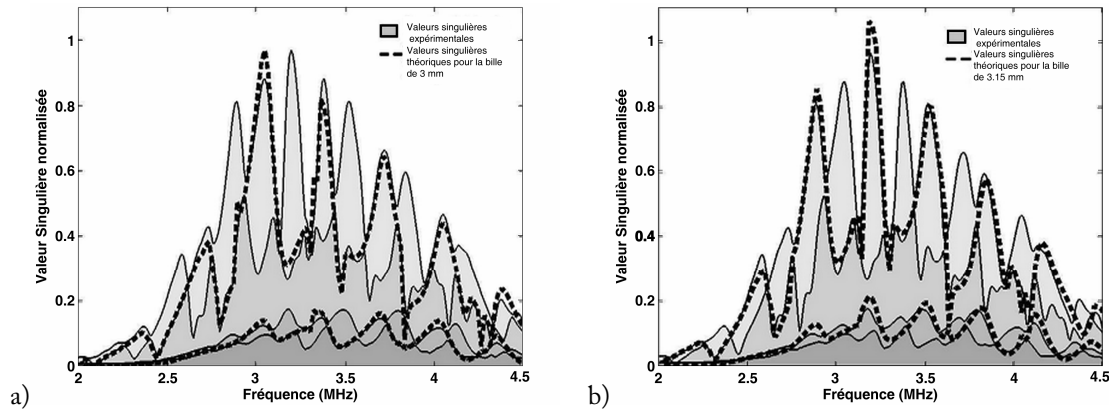 Valeurs singulières
expérimentales
Valeurs singulières
théoriques pour la bille
de 3 mm
Valeur Singulière normalisée
1
0.8
0.6
0.4
0.2
0
2
2.5
3
3.5
4
4.5
Fréquence (MHz)
a)
Valeurs singulières
expérimentales
Valeurs singulières
théoriques pour la bille
de 3.15 mm
Valeur Singulière normalisée
1
0.8
0.6
0.4
0.2
0
2
2.5
3
3.5
4
4.5
Fréquence (MHz)
b)